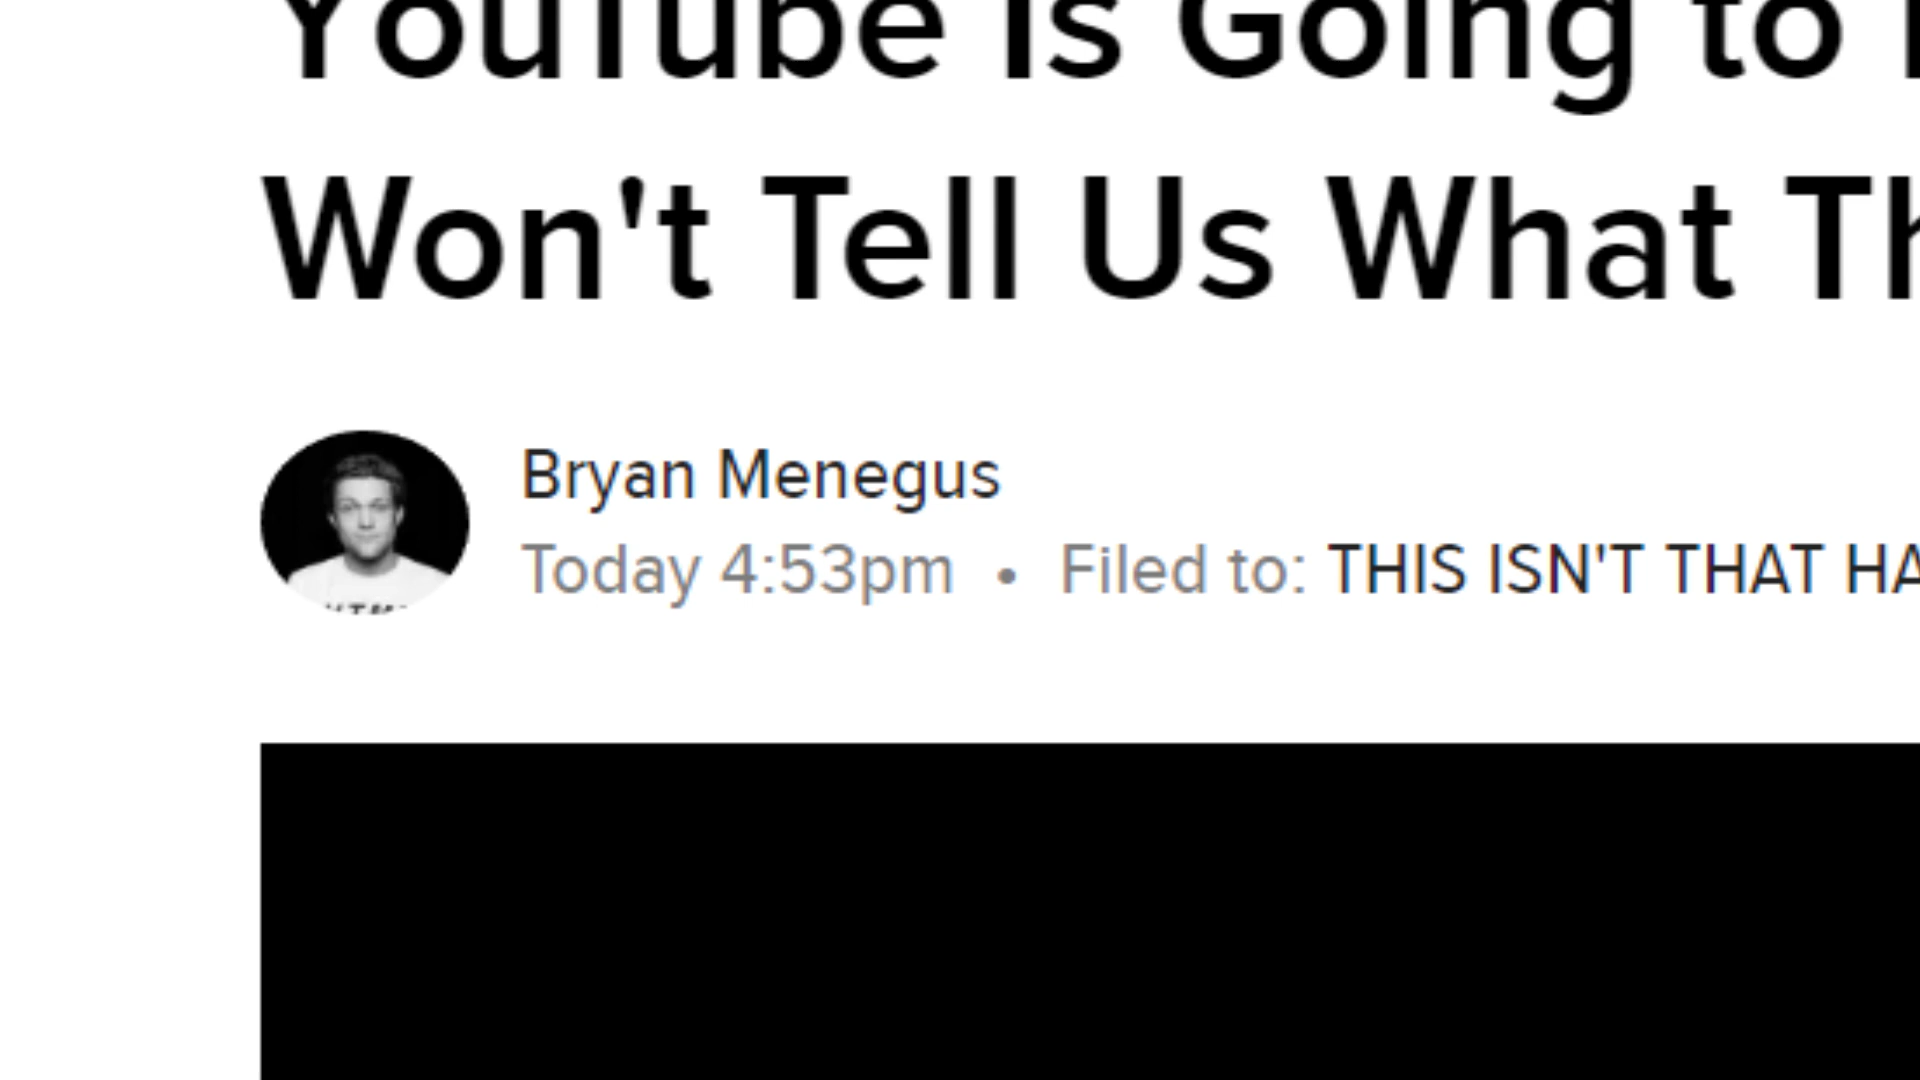 YouTube Is Going to
Won't Tell Us What Th
Bryan Menegus
Today 4:53pm • Filed to: THIS ISN'T THAT HA